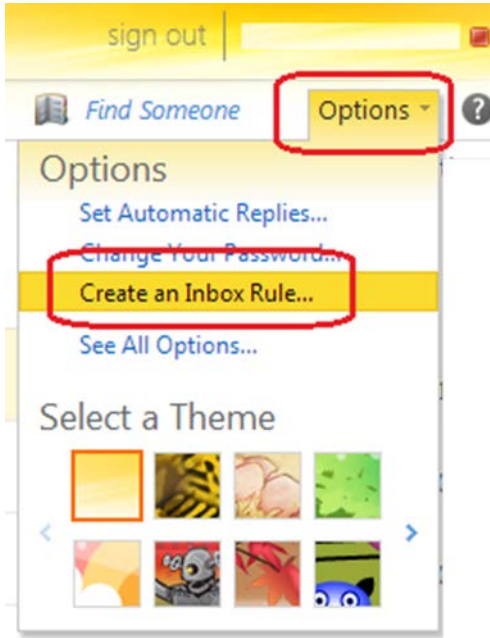 sign out
Find Someone
Options
?
Options
Set Automatic Replies...
Change Your Password...
Create an Inbox Rule...
See All Options...
Select a Theme